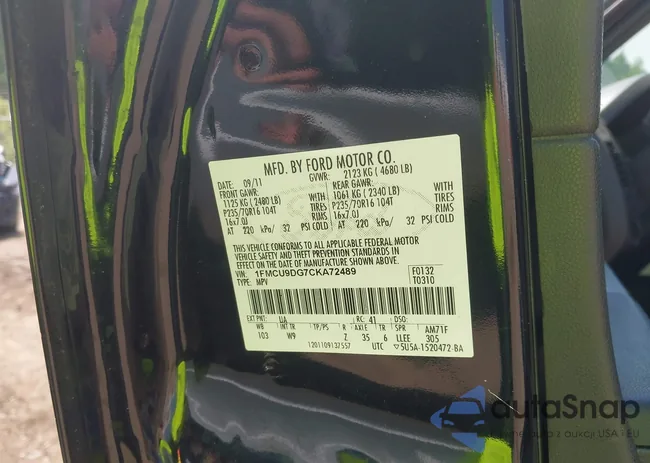 MFD. BY FORD MOTOR CO.
DATE: 09/11 GVWR: 2123 KG ( 4680 LB)
FRONT GAWR: REAR GAWR:
1125 KG ( 2480 LB) WITH 1061 KG ( 2340 LB) WITH
P235/70R16 104T TIRES P235/70R16 104T TIRES
16x7.0J RIMS 16x7.0J RIMS
AT 220 kPa/ 32 PSI COLD AT 220 kPa/ 32 PSI COLD
THIS VEHICLE CONFORMS TO ALL APPLICABLE FEDERAL MOTOR
VEHICLE SAFETY AND THEFT PREVENTION STANDARDS IN
EFFECT ON THE DATE OF MANUFACTURE SHOWN ABOVE.
VIN: 1FMCU9DG7CKA72489 F0132
TYPE: MPV T0310
EXT PNT: UA RC: 41 DSO:
WB INT TR TP/PS R AXLE TR SPR AM71F
103 W9 Z 35 6 LLEE 305
1201109137557 UTC 5U5A-1520472-BA
autoSnap
z aukcji USA - EU